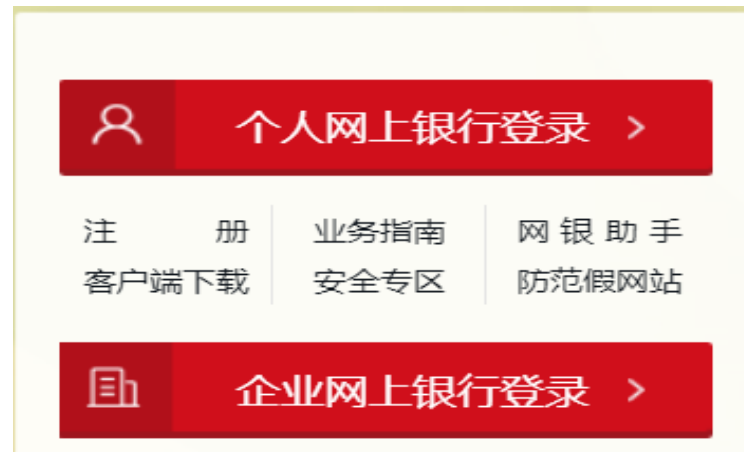 个人网上银行登录 >
注 册 业务指南 网银助手
客户端下载 安全专区 防范假网站
企业网上银行登录 >